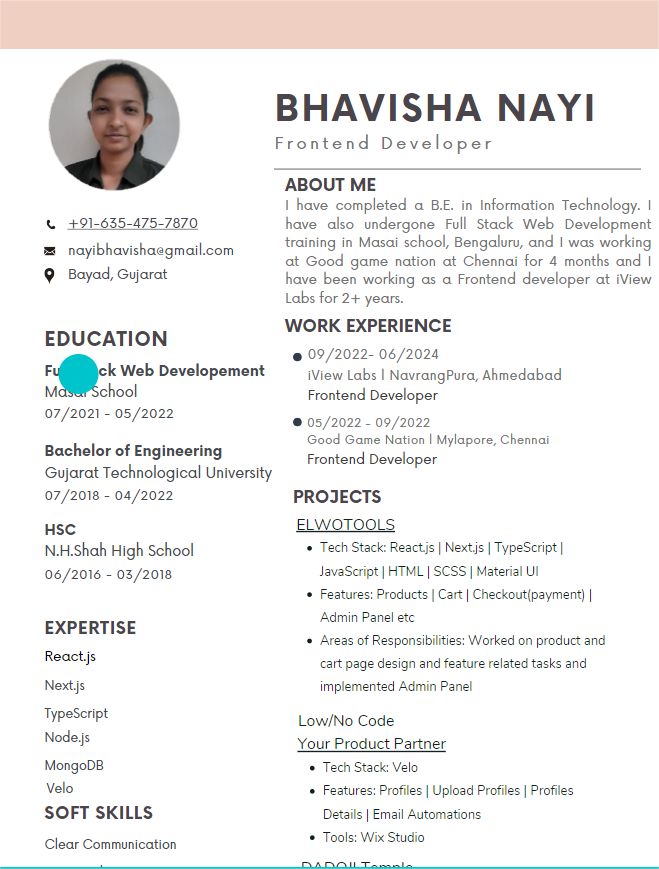 BHAVISHA NAYI
Frontend Developer
+91-635-475-7870
nayibhavisha@gmail.com
Bayad, Gujarat
EDUCATION
Web Developement
School
07/2021 - 05/2022
Bachelor of Engineering
Gujarat Technological University
07/2018 - 04/2022
HSC
N.H.Shah High School
06/2016 - 03/2018
EXPERTISE
React.js
Next.js
TypeScript
Node.js
MongoDB
Velo
SOFT SKILLS
Clear Communication
ABOUT ME
I have completed a B.E. in Information Technology. I
have also undergone Full Stack Web Development
training in Masai school, Bengaluru, and I was working
at Good game nation at Chennai for 4 months and I
have been working as a Frontend developer at iView
Labs for 2+ years.
WORK EXPERIENCE
09/2022- 06/2024
iView Labs | NavrangPura, Ahmedabad
Frontend Developer
05/2022 - 09/2022
Good Game Nation | Mylapore, Chennai
Frontend Developer
PROJECTS
ELWOTOOLS
• Tech Stack: React.js | Next.js | TypeScript |
JavaScript | HTML | SCSS | Material UI
• Features: Products | Cart | Checkout(payment) |
Admin Panel etc
• Areas of Responsibilities: Worked on product and
cart page design and feature related tasks and
implemented Admin Panel
Low/No Code
Your Product Partner
• Tech Stack: Velo
• Features: Profiles | Upload Profiles | Profiles
Details | Email Automations
• Tools: Wix Studio